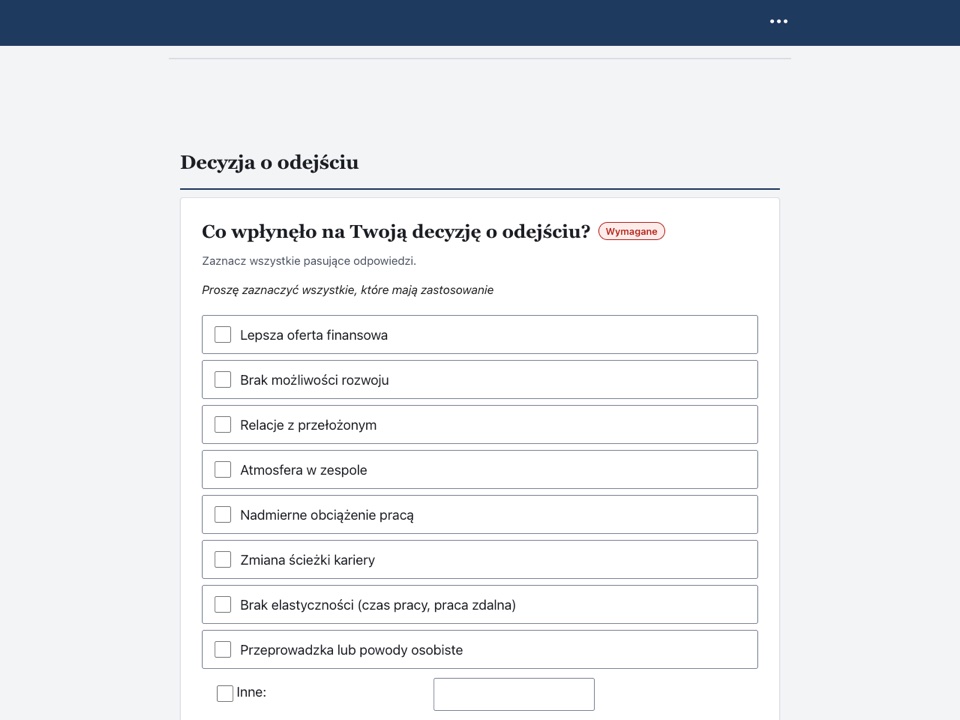 Decyzja o odejściu
Co wpłynęło na Twoją decyzję o odejściu? Wymagane
Zaznacz wszystkie pasujące odpowiedzi.
Proszę zaznaczyć wszystkie, które mają zastosowanie
Lepsza oferta finansowa
Brak możliwości rozwoju
Relacje z przełożonym
Atmosfera w zespole
Nadmierne obciążenie pracą
Zmiana ścieżki kariery
Brak elastyczności (czas pracy, praca zdalna)
Przeprowadzka lub powody osobiste
Inne: